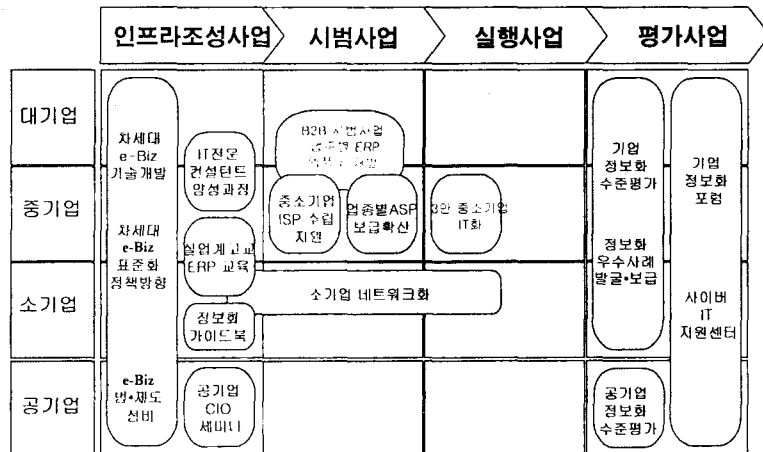 인프라조성사업
시범사업
실행사업
평가사업
대기업
중기업
소기업
공기업
차세대
e-Biz
기술개발
차세대
e-Biz
표준화
정책방향
e-Biz
법•제도
IT전문
컨설턴트
양성과정
실업계고교
ERP 교육
정보화
가이드북
공기업
CIO
세미나
B2B 시범사업
업종별 ERP
중소기업
ISP 수립
지원
업종별ASP
보급확산
3만 중소기업
IT화
소기업 네트워크화
기업
정보화
수준평가
정보화
우수사례
발굴•보급
공기업
정보화
수준평가
기업
정보화
포럼
사이버
IT
지원센터